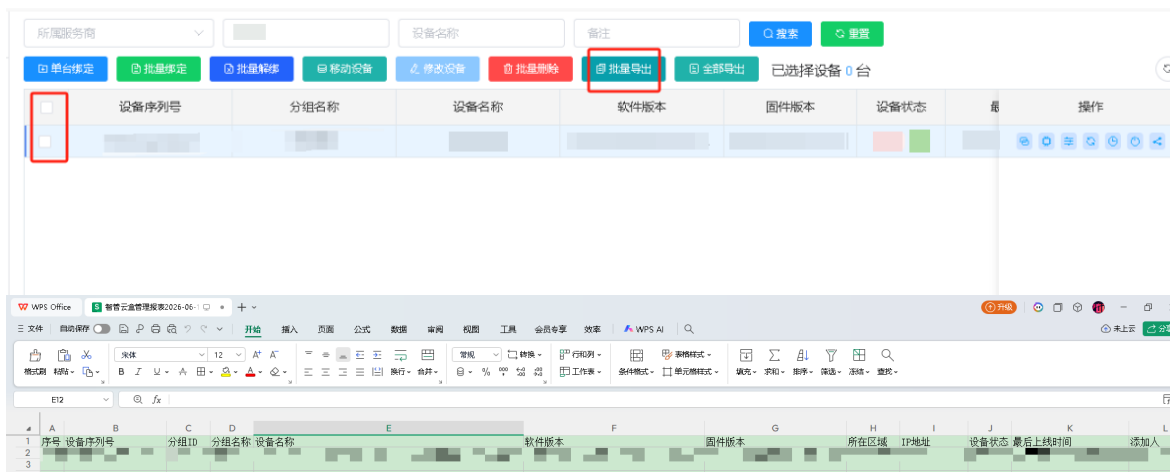 所属服务商 设备名称 备注 搜索 重置
单台绑定 批量绑定 批量解绑 移动设备 修改设备 批量删除 批量导出 全部导出 已选择设备 0 台
设备序列号 分组名称 设备名称 软件版本 固件版本 设备状态 操作
WPS Office 智管云盒管理报表2026-06- 升级
文件 自动保存 开始 插入 页面 公式 数据 审阅 视图 工具 会员专享 效率 WPS AI 未上云 分享
宋体 12 A+ A- 常规 转换 行和列 表格样式
格式刷 粘贴 B I U A 换行 合并 % 工作表 条件格式 单元格样式 填充 求和 排序 筛选 冻结 查找
E12 fx
A B C D E F G H I J K L
1 序号 设备序列号 分组ID 分组名称 设备名称 软件版本 固件版本 所在区域 IP地址 设备状态 最后上线时间 添加人
2
3